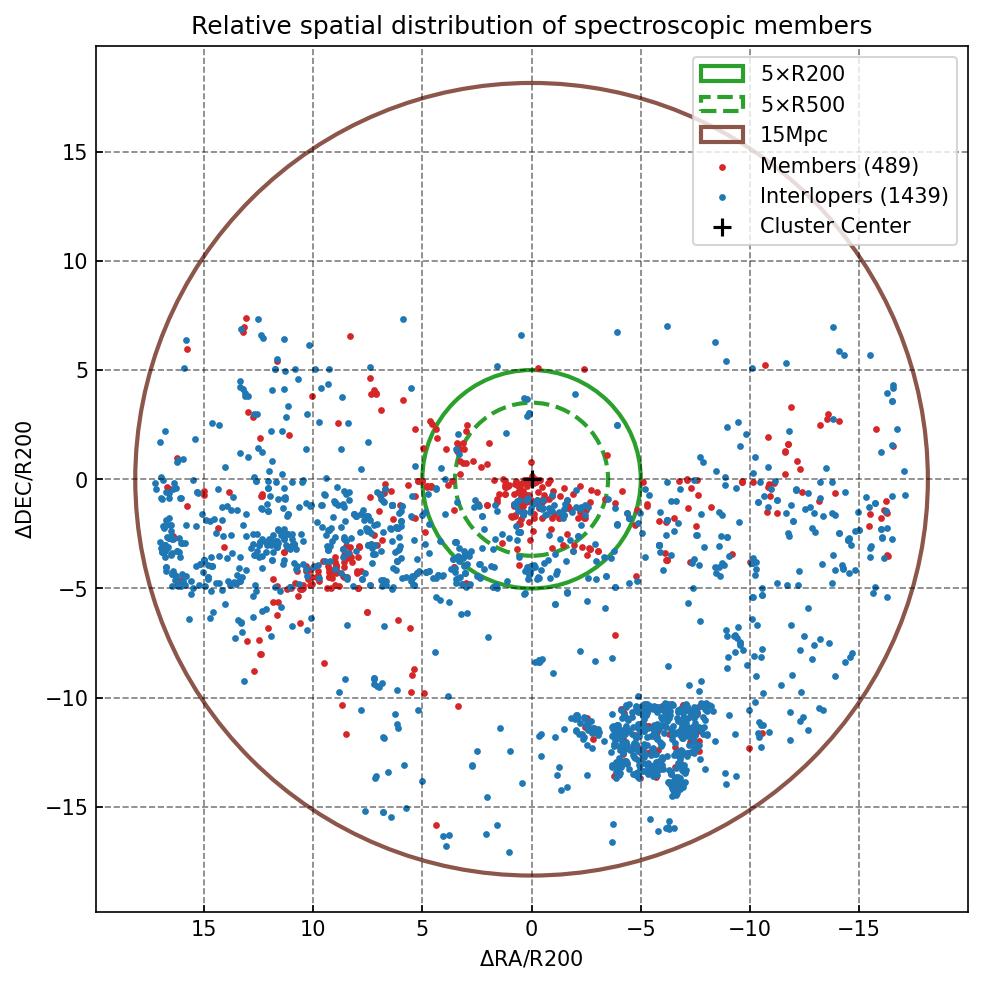 Relative spatial distribution of spectroscopic members
5×R200
5×R500
15Mpc
Members (489)
Interlopers (1439)
Cluster Center
ΔDEC/R200
15
10
5
0
−5
−10
−15
15
10
5
0
−5
−10
−15
ΔRA/R200